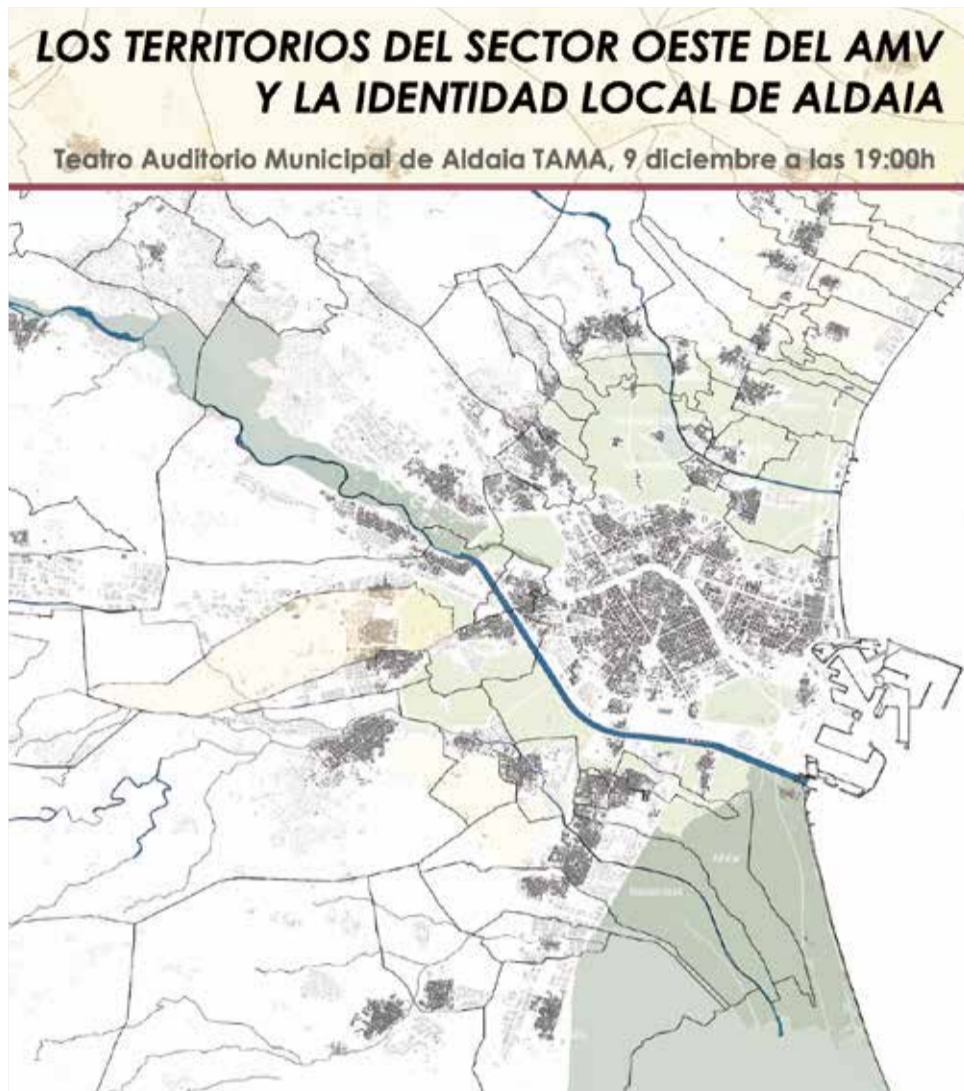 LOS TERRITORIOS DEL SECTOR OESTE DEL AMV
Y LA IDENTIDAD LOCAL DE ALDAIA
Teatro Auditorio Municipal de Aldaia TAMA, 9 diciembre a las 19:00h